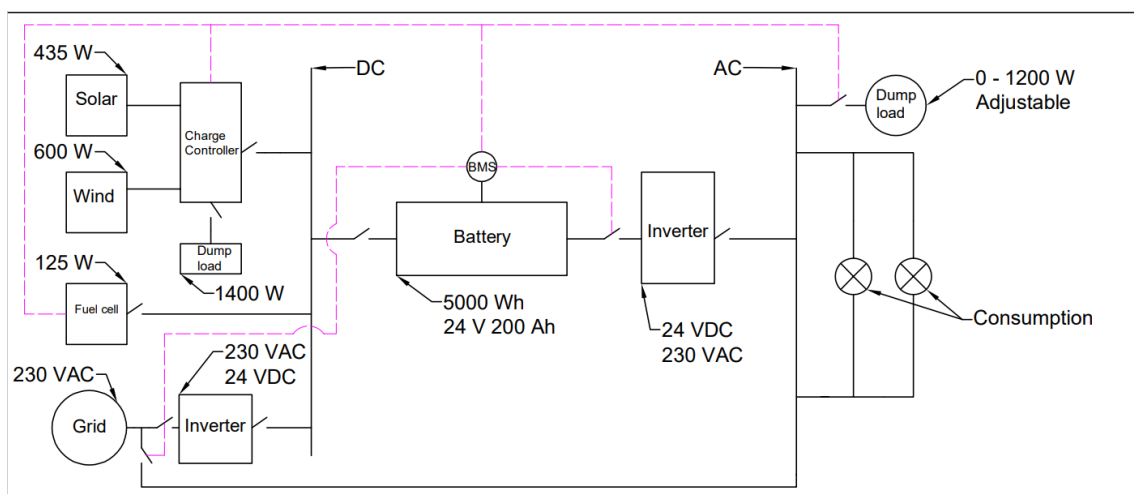 435 W
Solar
600 W
Wind
125 W
Fuel cell
230 VAC
Grid
Charge
Controller
Dump
load
1400 W
230 VAC
24 VDC
Inverter
DC
BMS
Battery
5000 Wh
24 V 200 Ah
Inverter
24 VDC
230 VAC
AC
Dump
load
0 - 1200 W
Adjustable
Consumption